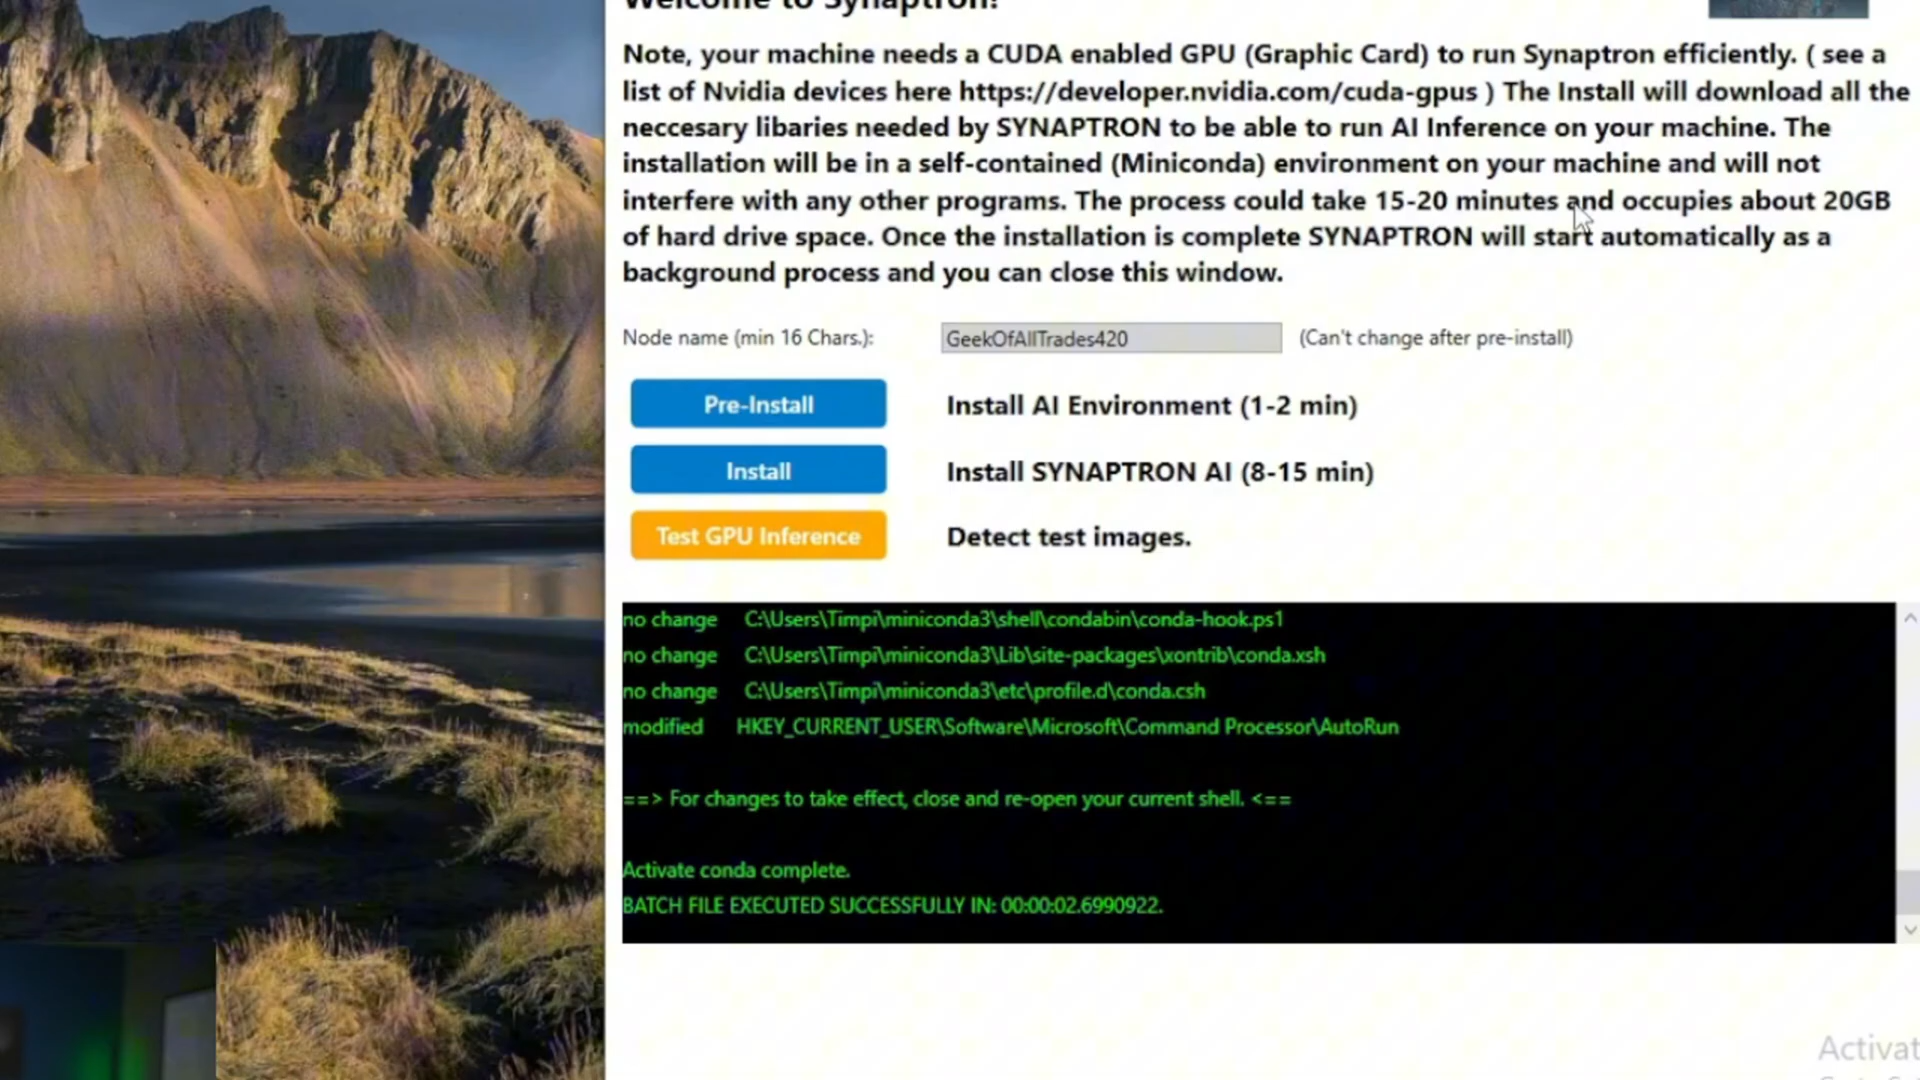 Welcome to Synaptron!
Note, your machine needs a CUDA enabled GPU (Graphic Card) to run Synaptron efficiently. ( see a
list of Nvidia devices here https://developer.nvidia.com/cuda-gpus ) The Install will download all the
neccesary libaries needed by SYNAPTRON to be able to run AI Inference on your machine. The
installation will be in a self-contained (Miniconda) environment on your machine and will not
interfere with any other programs. The process could take 15-20 minutes and occupies about 20GB
of hard drive space. Once the installation is complete SYNAPTRON will start automatically as a
background process and you can close this window.
Node name (min 16 Chars.): GeekOfAllTrades420 (Can't change after pre-install)
Pre-Install Install AI Environment (1-2 min)
Install Install SYNAPTRON AI (8-15 min)
Test GPU Inference Detect test images.
no change C:\Users\Timpi\miniconda3\shell\condabin\conda-hook.ps1
no change C:\Users\Timpi\miniconda3\Lib\site-packages\xontrib\conda.xsh
no change C:\Users\Timpi\miniconda3\etc\profile.d\conda.csh
modified HKEY_CURRENT_USER\Software\Microsoft\Command Processor\AutoRun
==> For changes to take effect, close and re-open your current shell. <==
Activate conda complete.
BATCH FILE EXECUTED SUCCESSFULLY IN: 00:00:02.6990922.
Activat